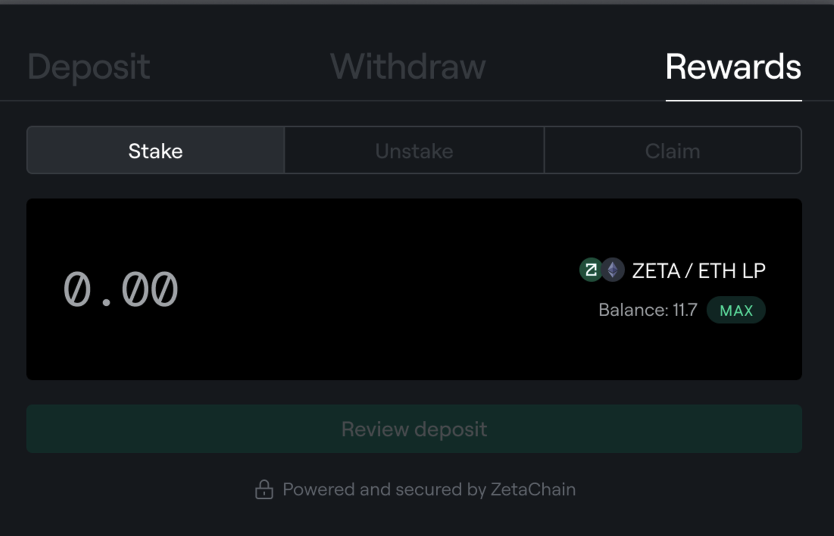 Deposit Withdraw Rewards
Stake Unstake Claim
0.00
ZETA / ETH LP
Balance: 11.7 MAX
Review deposit
Powered and secured by ZetaChain